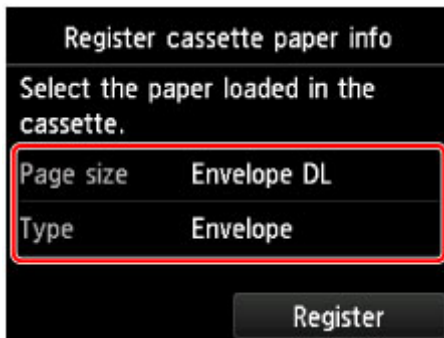 Register cassette paper info
Select the paper loaded in the
cassette.
Page size Envelope DL
Type Envelope
Register